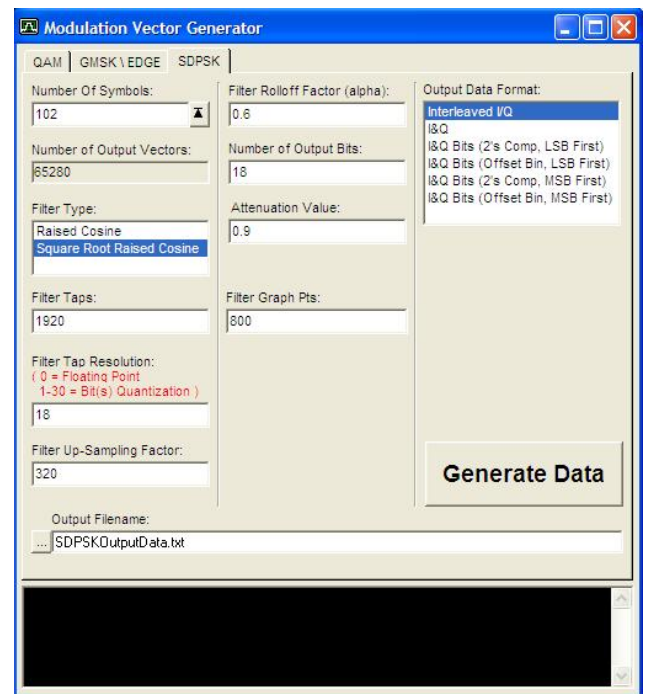 Modulation Vector Generator
QAM GMSK \ EDGE SDPSK
Number Of Symbols:
102
Number of Output Vectors:
65280
Filter Type:
Raised Cosine
Square Root Raised Cosine
Filter Taps:
1920
Filter Tap Resolution:
( 0 = Floating Point
1-30 = Bit(s) Quantization )
18
Filter Up-Sampling Factor:
320
Filter Rolloff Factor (alpha):
0.6
Number of Output Bits:
18
Attenuation Value:
0.9
Filter Graph Pts:
800
Output Data Format:
Interleaved I/Q
I&Q
I&Q Bits (2's Comp, LSB First)
I&Q Bits (Offset Bin, LSB First)
I&Q Bits (2's Comp, MSB First)
I&Q Bits (Offset Bin, MSB First)
Generate Data
Output Filename:
... SDPSKOutputData.txt